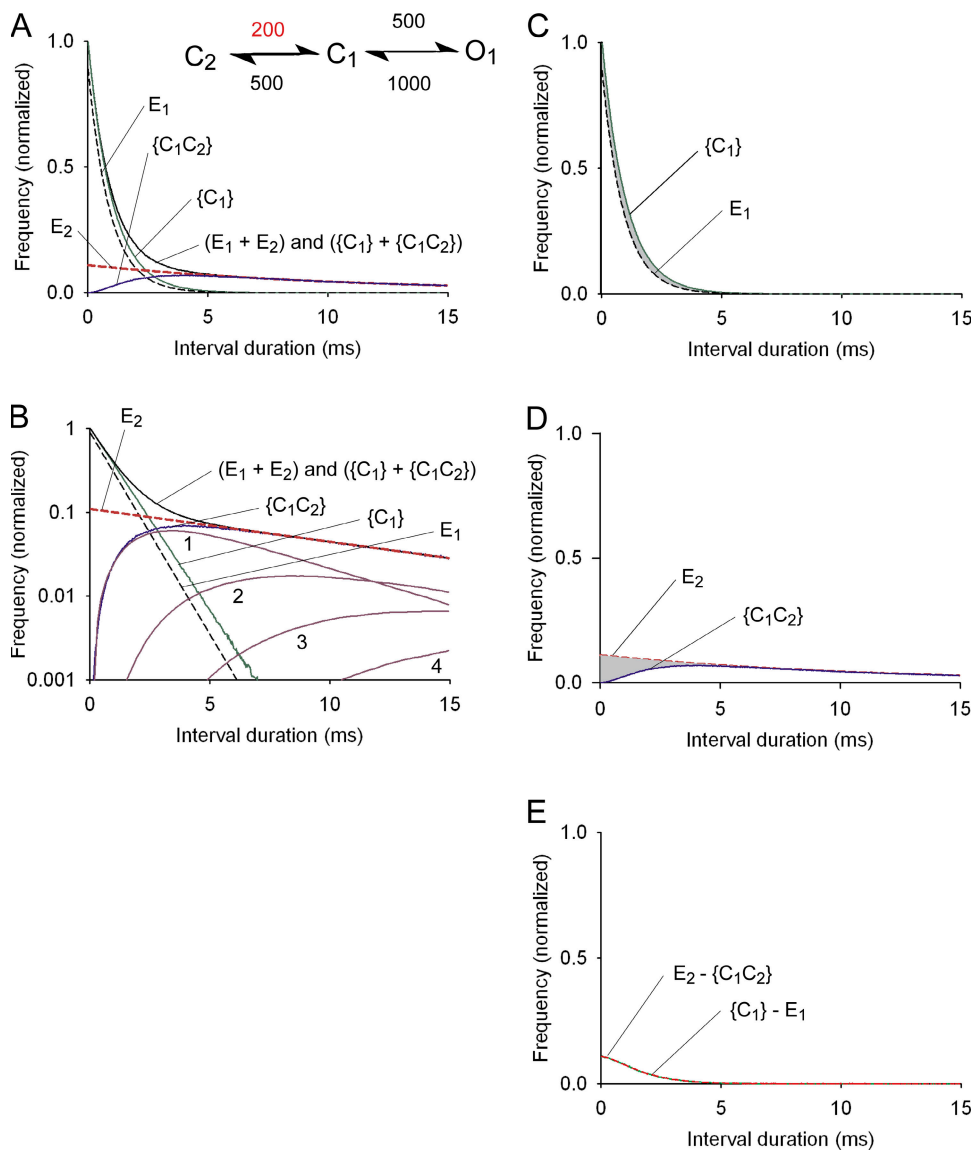 A
C2 200 500 C1 500 1000 O1
Frequency (normalized)
1.0
0.5
0.0
E1
{C1C2}
{C1}
E2
(E1 + E2) and ({C1} + {C1C2})
0 5 10 15
Interval duration (ms)
B
Frequency (normalized)
1
0.1
0.01
0.001
E2
(E1 + E2) and ({C1} + {C1C2})
{C1C2}
{C1}
E1
1
2
3
4
0 5 10 15
Interval duration (ms)
C
Frequency (normalized)
1.0
0.5
0.0
{C1}
E1
0 5 10 15
Interval duration (ms)
D
Frequency (normalized)
1.0
0.5
0.0
E2
{C1C2}
0 5 10 15
Interval duration (ms)
E
Frequency (normalized)
1.0
0.5
0.0
E2 - {C1C2}
{C1} - E1
0 5 10 15
Interval duration (ms)